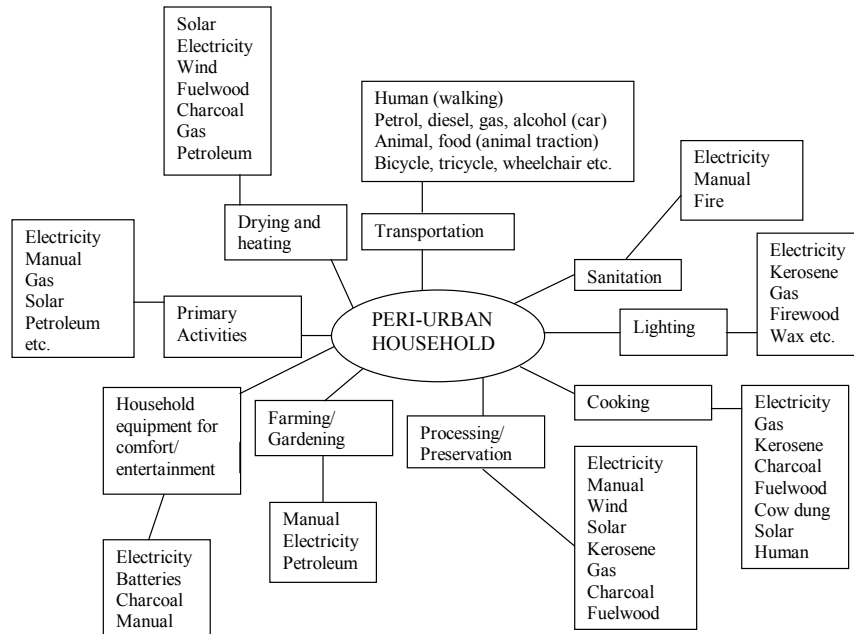 Solar
Electricity
Wind
Fuelwood
Charcoal
Gas
Petroleum
Human (walking)
Petrol, diesel, gas, alcohol (car)
Animal, food (animal traction)
Bicycle, tricycle, wheelchair etc.
Electricity
Manual
Fire
Drying and
heating
Transportation
Sanitation
Electricity
Manual
Gas
Solar
Petroleum
etc.
Primary
Activities
PERI-URBAN
HOUSEHOLD
Lighting
Electricity
Kerosene
Gas
Firewood
Wax etc.
Household
equipment for
comfort/
entertainment
Farming/
Gardening
Processing/
Preservation
Cooking
Electricity
Gas
Kerosene
Charcoal
Fuelwood
Cow dung
Solar
Human
Electricity
Batteries
Charcoal
Manual
Manual
Electricity
Petroleum
Electricity
Manual
Wind
Solar
Kerosene
Gas
Charcoal
Fuelwood